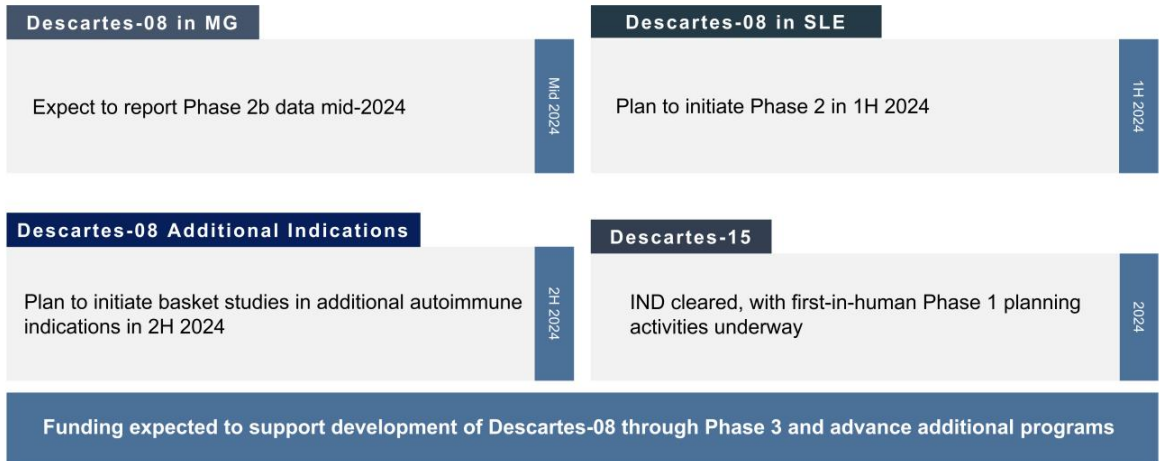 Descartes-08 in MG
Expect to report Phase 2b data mid-2024
Mid 2024
Descartes-08 in SLE
Plan to initiate Phase 2 in 1H 2024
1H 2024
Descartes-08 Additional Indications
Plan to initiate basket studies in additional autoimmune
indications in 2H 2024
2H 2024
Descartes-15
IND cleared, with first-in-human Phase 1 planning
activities underway
2024
Funding expected to support development of Descartes-08 through Phase 3 and advance additional programs